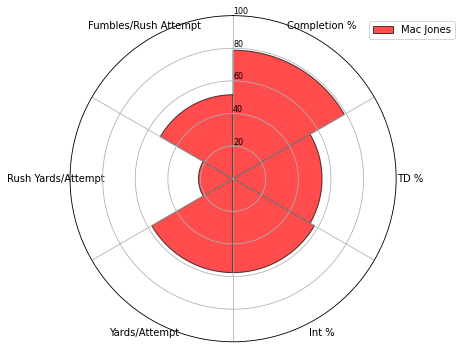 100
Fumbles/Rush Attempt
Completion %
Mac Jones
80
60
40
20
Rush Yards/Attempt
TD %
Yards/Attempt
Int %